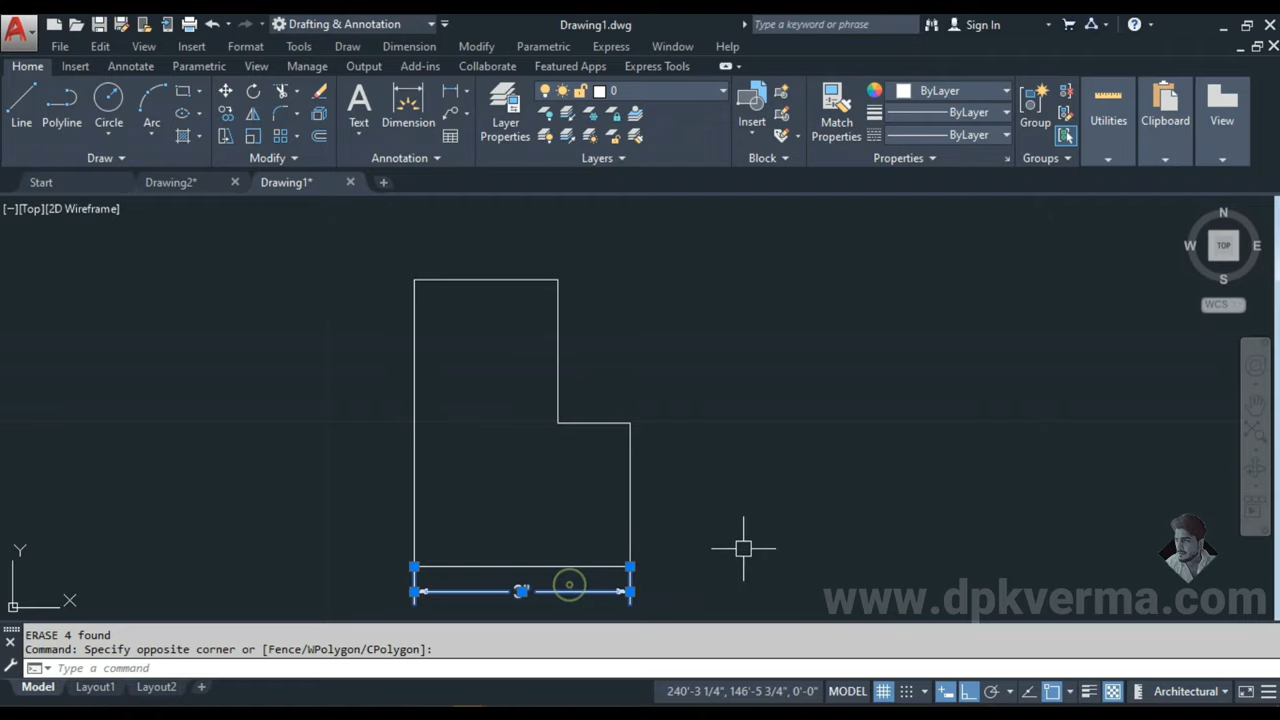 Drafting & Annotation
Drawing1.dwg
Type a keyword or phrase
Sign In
File Edit View Insert Format Tools Draw Dimension Modify Parametric Express Window Help
Home Insert Annotate Parametric View Manage Output Add-ins Collaborate Featured Apps Express Tools
0
ByLayer
ByLayer
ByLayer
Line Polyline Circle Arc Text Dimension
Layer Properties
Insert
Match Properties
Group Utilities Clipboard View
Draw Modify Annotation Layers Block Properties Groups
Start Drawing2* Drawing1*
[−][Top][2D Wireframe]
N
W TOP E
S
WCS
Y
X
www.dpkverma.com
ERASE 4 found
Command: Specify opposite corner or [Fence/WPolygon/CPolygon]:
Type a command
Model Layout1 Layout2
240'-3 1/4", 146'-5 3/4", 0'-0" MODEL Architectural